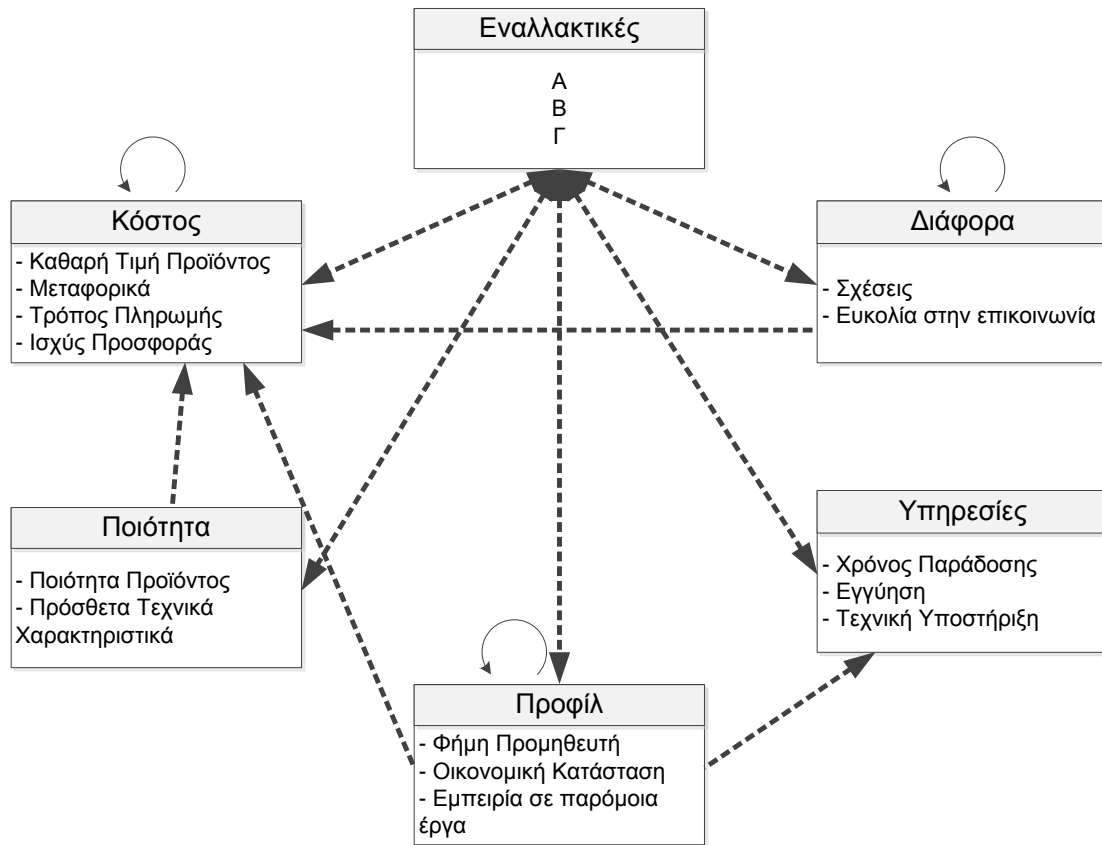 Εναλλακτικές
Α
Β
Γ
Κόστος
- Καθαρή Τιμή Προϊόντος
- Μεταφορικά
- Τρόπος Πληρωμής
- Ισχύς Προσφοράς
Διάφορα
- Σχέσεις
- Ευκολία στην επικοινωνία
Ποιότητα
- Ποιότητα Προϊόντος
- Πρόσθετα Τεχνικά
Χαρακτηριστικά
Υπηρεσίες
- Χρόνος Παράδοσης
- Εγγύηση
- Τεχνική Υποστήριξη
Προφίλ
- Φήμη Προμηθευτή
- Οικονομική Κατάσταση
- Εμπειρία σε παρόμοια
έργα